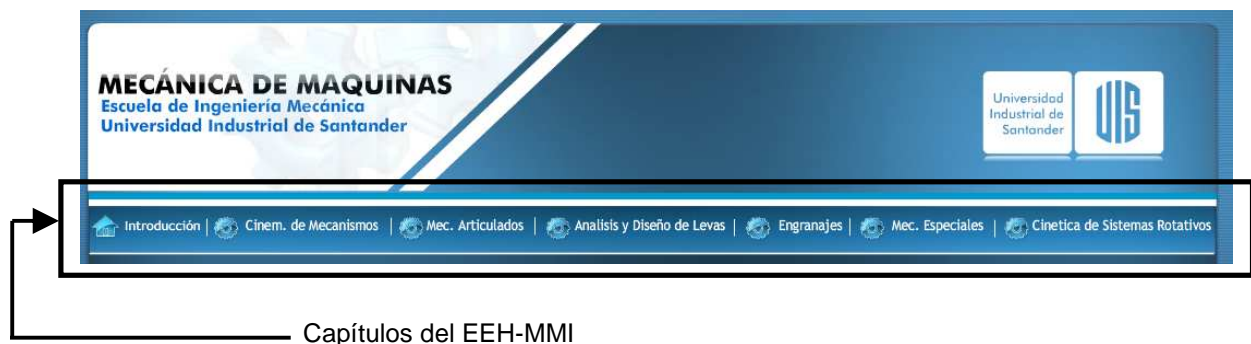 MECÁNICA DE MAQUINAS
Escuela de Ingeniería Mecánica
Universidad Industrial de Santander
Universidad
Industrial de
Santander
UIS
Introducción | Cinem. de Mecanismos | Mec. Articulados | Analisis y Diseño de Levas | Engranajes | Mec. Especiales | Cinetica de Sistemas Rotativos
Capítulos del EEH-MMI